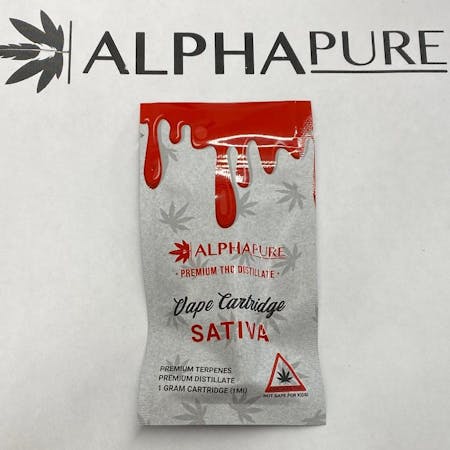 ALPHAPURE
ALPHAPURE
• PREMIUM THC DISTILLATE •
Vape Cartridge
SATIVA
PREMIUM TERPENES
PREMIUM DISTILLATE
1 GRAM CARTRIDGE (1Ml)
NOT SAFE FOR KIDS!